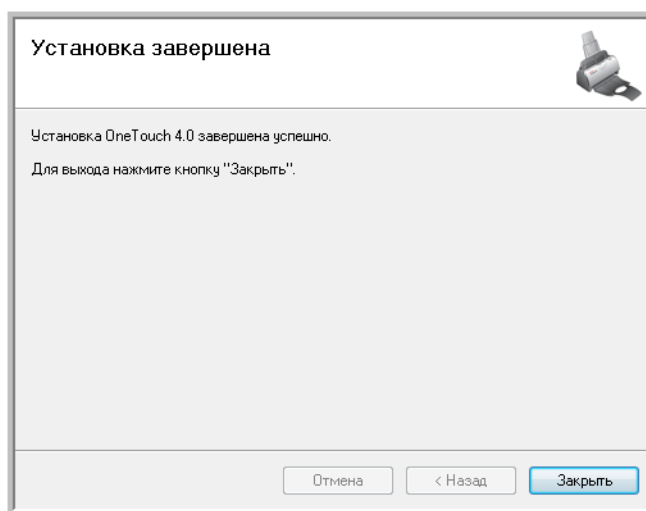 Установка завершена
Установка OneTouch 4.0 завершена успешно.
Для выхода нажмите кнопку "Закрыть".
Отмена
< Назад
Закрыть